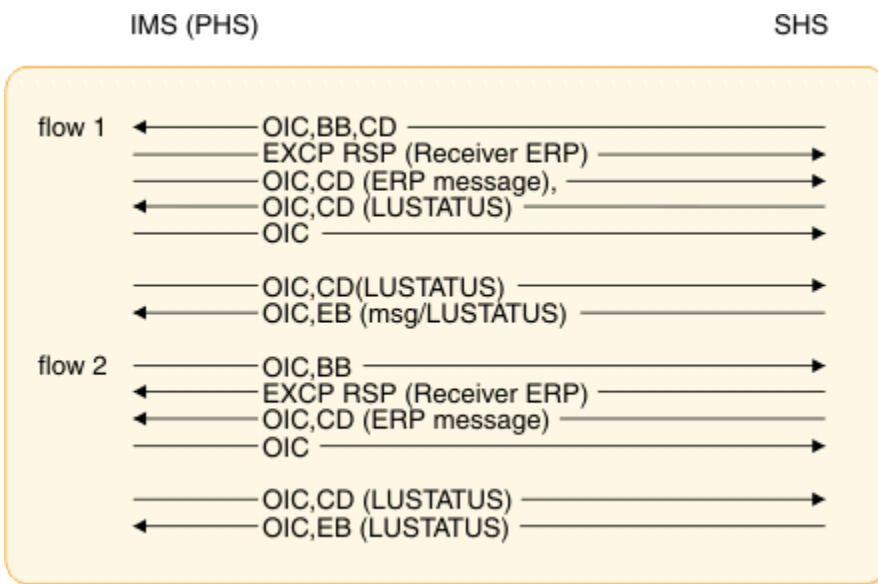 IMS (PHS) SHS
flow 1 OIC,BB,CD
EXCP RSP (Receiver ERP)
OIC,CD (ERP message),
OIC,CD (LUSTATUS)
OIC
OIC,CD(LUSTATUS)
OIC,EB (msg/LUSTATUS)
flow 2 OIC,BB
EXCP RSP (Receiver ERP)
OIC,CD (ERP message)
OIC
OIC,CD (LUSTATUS)
OIC,EB (LUSTATUS)